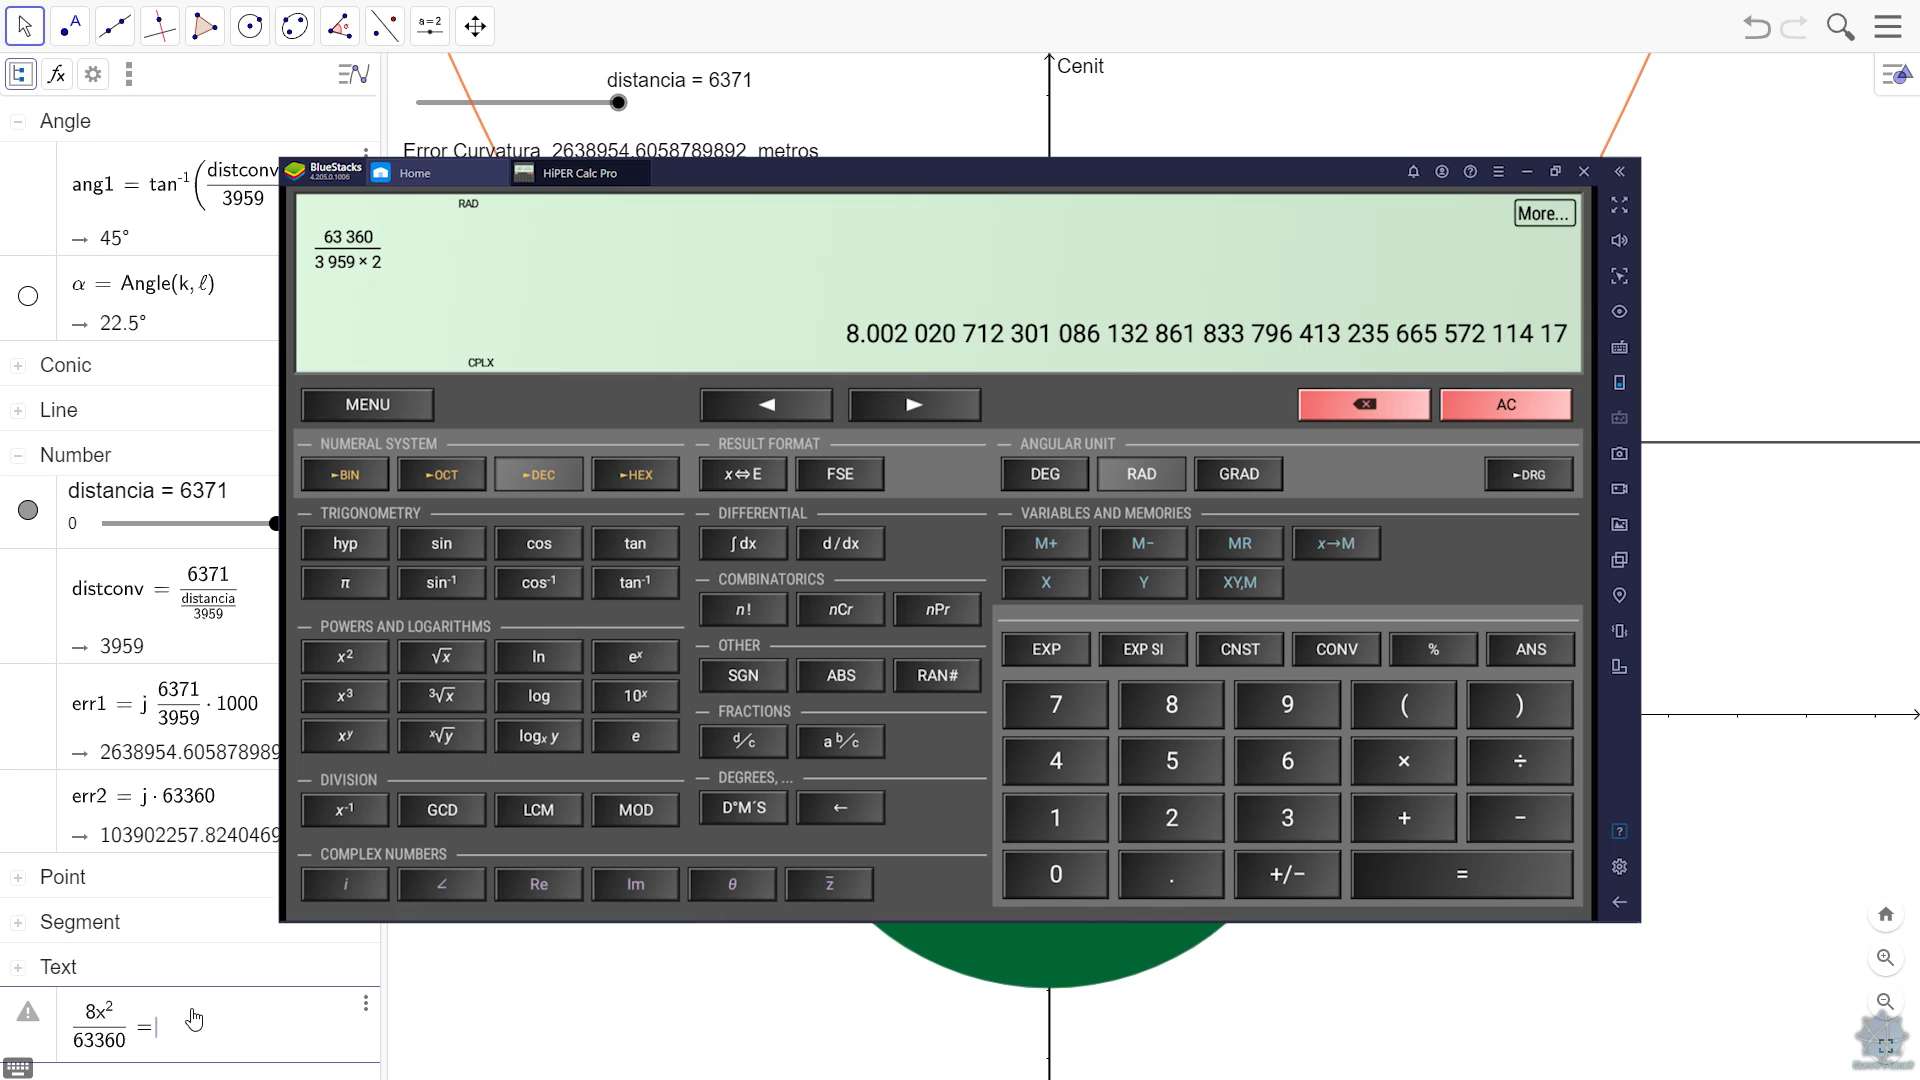 a=2
distancia = 6371
Cenit
Error Curvatura 2638954.6058789892 metros
Angle
ang1 = tan-1(distconv
3959
→ 45°
α = Angle(k, ℓ)
→ 22.5°
Conic
Line
Number
distancia = 6371
0
distconv = 6371
distancia
3959
→ 3959
err1 = j 6371 · 1000
3959
→ 2638954.605878989
err2 = j · 63360
→ 103902257.8240469
Point
Segment
Text
8x²
63360 =
BlueStacks
4.205.0.1006
Home
HiPER Calc Pro
RAD
More...
63 360
3 959 × 2
8.002 020 712 301 086 132 861 833 796 413 235 665 572 114 17
CPLX
MENU ◀ ▶ AC
NUMERAL SYSTEM RESULT FORMAT ANGULAR UNIT
►BIN ►OCT ►DEC ►HEX x⇔E FSE DEG RAD GRAD ►DRG
TRIGONOMETRY DIFFERENTIAL VARIABLES AND MEMORIES
hyp sin cos tan ∫dx d/dx M+ M− MR x→M
π sin-1 cos-1 tan-1 COMBINATORICS X Y XY,M
n! nCr nPr
POWERS AND LOGARITHMS OTHER
x² √x ln eˣ SGN ABS RAN# EXP EXP SI CNST CONV % ANS
x³ ³√x log 10ˣ FRACTIONS 7 8 9 ( )
xʸ ˣ√y logₓ y e d/c a b/c 4 5 6 × ÷
DIVISION DEGREES, ...
x-1 GCD LCM MOD D°M´S ← 1 2 3 + −
COMPLEX NUMBERS
i ∠ Re Im θ z̄ 0 . +/− =